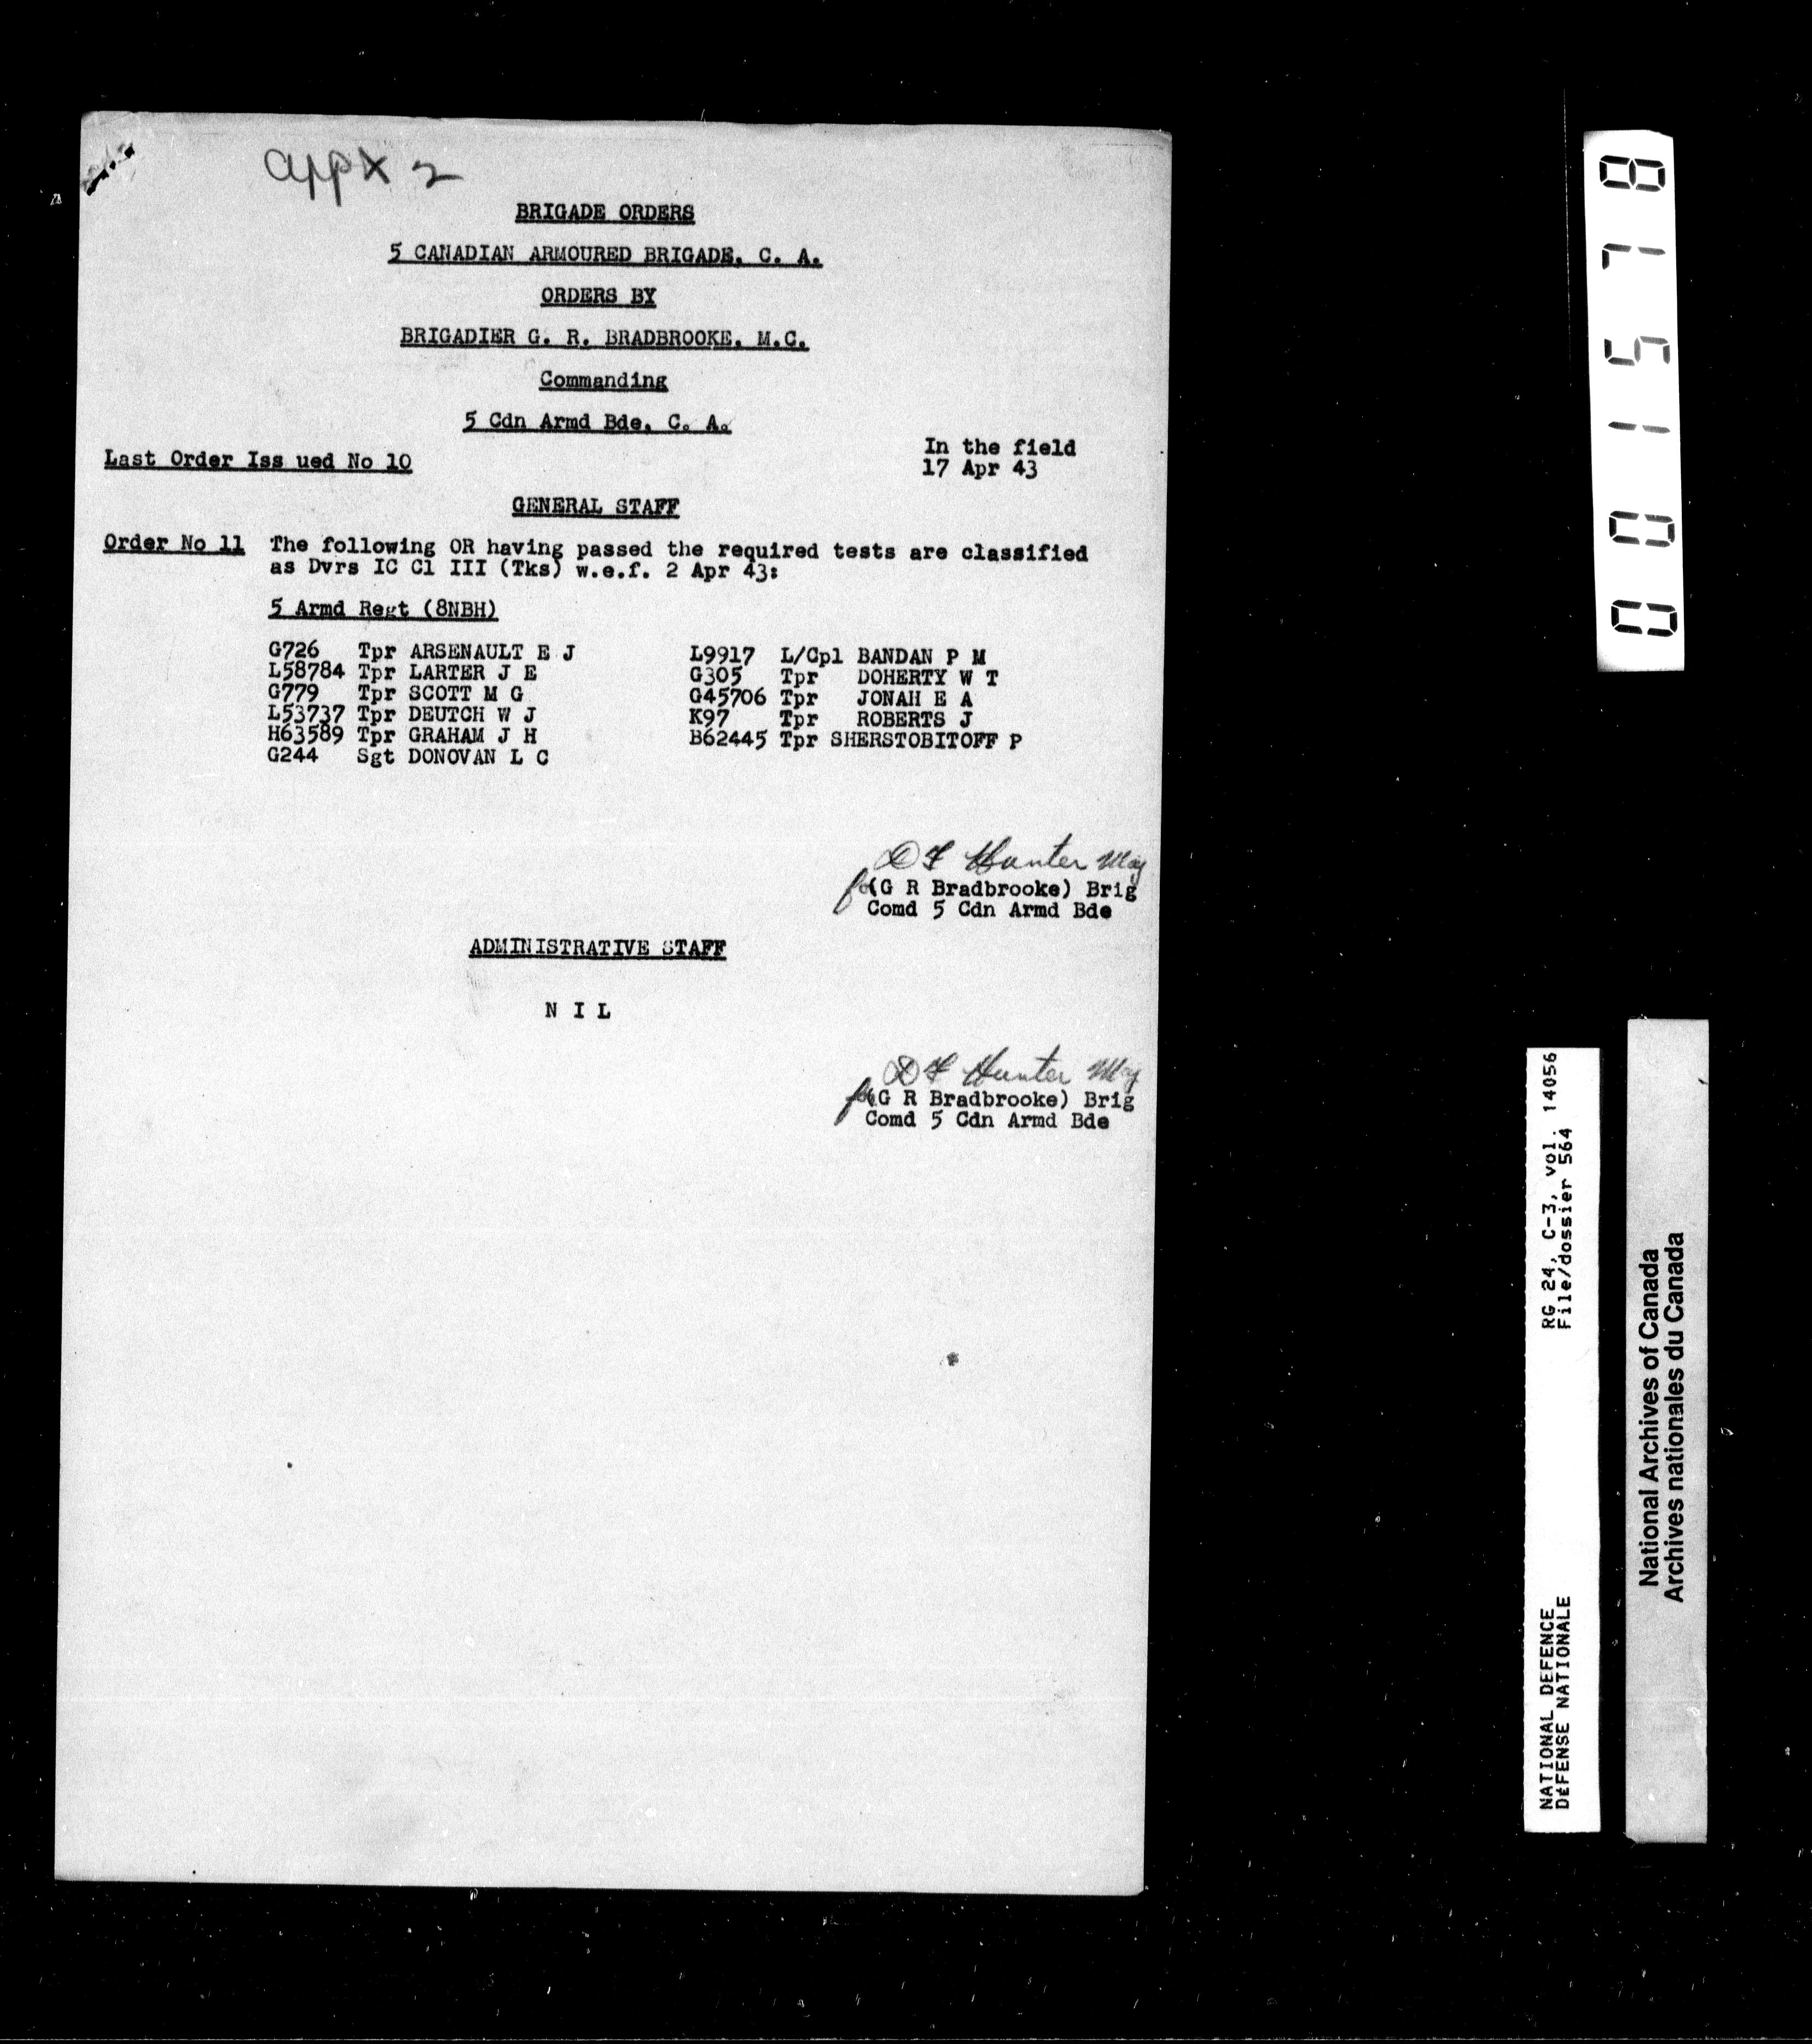 appx 2
BRIGADE ORDERS
5 CANADIAN ARMOURED BRIGADE. C. A.
ORDERS BY
BRIGADIER G. R. BRADBROOKE. M.C.
Commanding
5 Cdn Armd Bde. C. A.
In the field
Last Order Iss ued No 10
17 Apr 43
GENERAL STAFF
Order No 11 The following OR having passed the required tests are classified
as Dvrs IC Cl III (Tks) w.e.f. 2 Apr 43:
5 Armd Regt (8NBH)
G726 Tpr ARSENAULT E J L9917 L/Cpl BANDAN P M
L58784 Tpr LARTER J E G305 Tpr DOHERTY W T
G779 Tpr SCOTT M G G45706 Tpr JONAH E A
L53737 Tpr DEUTCH W J K97 Tpr ROBERTS J
H63589 Tpr GRAHAM J H B62445 Tpr SHERSTOBITOFF P
G244 Sgt DONOVAN L C
D F Hunter Maj
for (G R Bradbrooke) Brig
Comd 5 Cdn Armd Bde
ADMINISTRATIVE STAFF
N I L
D F Hunter Maj
for (G R Bradbrooke) Brig
Comd 5 Cdn Armd Bde
001578
NATIONAL DEFENCE RG 24, C-3, vol. 14056
DÉFENSE NATIONALE File/dossier 564
National Archives of Canada
Archives nationales du Canada